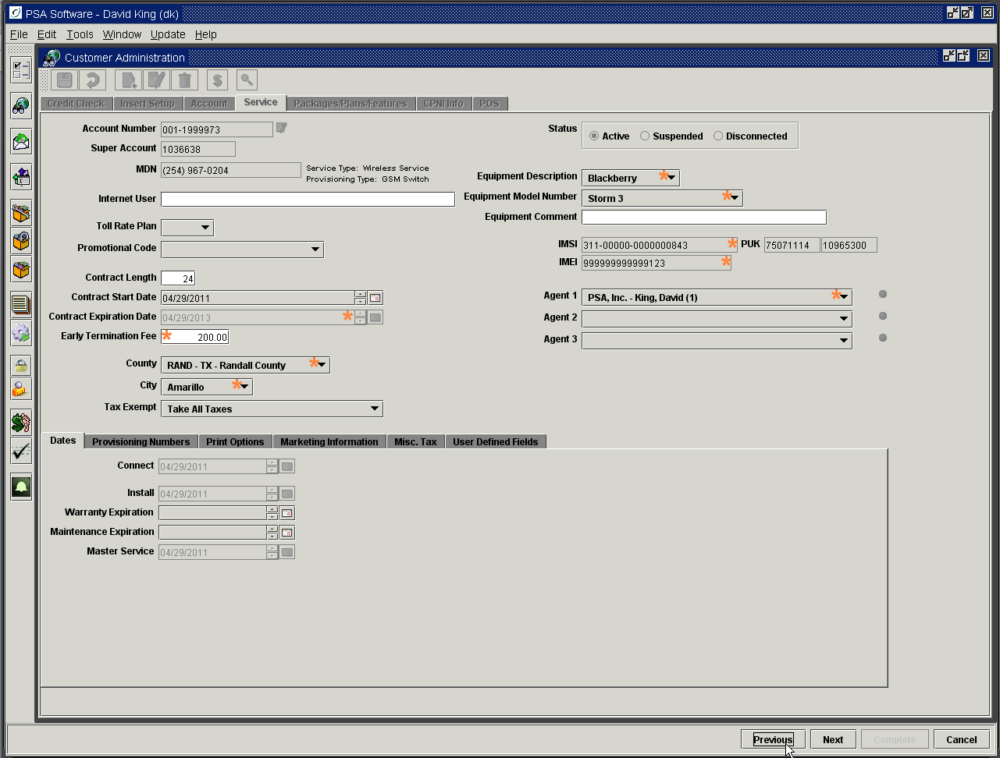 PSA Software - David King (dk)
File Edit Tools Window Update Help
Customer Administration
$
Credit Check Insert Setup Account Service Packages/Plans/Features CPNI Info POS
Account Number 001-1999973
Super Account 1036638
MDN (254) 967-0204 Service Type: Wireless Service
Provisioning Type: GSM Switch
Internet User
Toll Rate Plan
Promotional Code
Contract Length 24
Contract Start Date 04/29/2011
Contract Expiration Date 04/29/2013 *
Early Termination Fee * 200.00
County RAND - TX - Randall County *
City Amarillo *
Tax Exempt Take All Taxes
Status Active Suspended Disconnected
Equipment Description Blackberry *
Equipment Model Number Storm 3 *
Equipment Comment
IMSI 311-00000-0000000843 * PUK 75071114 10965300
IMEI 999999999999123 *
Agent 1 PSA, Inc. - King, David (1) *
Agent 2
Agent 3
Dates Provisioning Numbers Print Options Marketing Information Misc. Tax User Defined Fields
Connect 04/29/2011
Install 04/29/2011
Warranty Expiration
Maintenance Expiration
Master Service 04/29/2011
Previous Next Complete Cancel